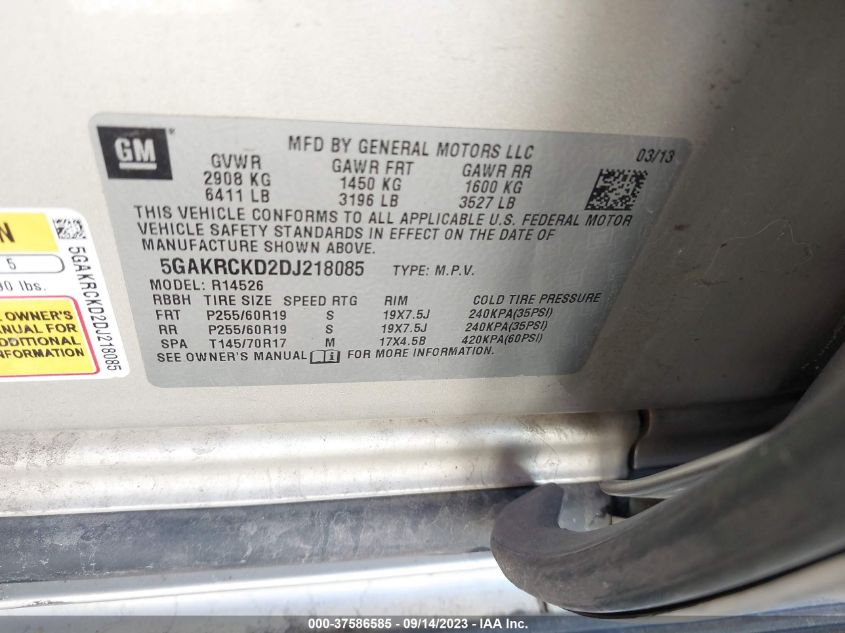 GM
MFD BY GENERAL MOTORS LLC
03/13
GVWR GAWR FRT GAWR RR
2908 KG 1450 KG 1600 KG
6411 LB 3196 LB 3527 LB
THIS VEHICLE CONFORMS TO ALL APPLICABLE U.S. FEDERAL MOTOR
VEHICLE SAFETY STANDARDS IN EFFECT ON THE DATE OF
MANUFACTURE SHOWN ABOVE.
5GAKRCKD2DJ218085 TYPE: M.P.V.
MODEL: R14526
RBBH TIRE SIZE SPEED RTG RIM COLD TIRE PRESSURE
FRT P255/60R19 S 19X7.5J 240KPA(35PSI)
RR P255/60R19 S 19X7.5J 240KPA(35PSI)
SPA T145/70R17 M 17X4.5B 420KPA(60PSI)
SEE OWNER'S MANUAL FOR MORE INFORMATION.
N
5
lbs.
OWNER'S
MANUAL FOR
INFORMATION
5GAKRCKD2DJ218085
000-37586585 - 09/14/2023 - IAA Inc.